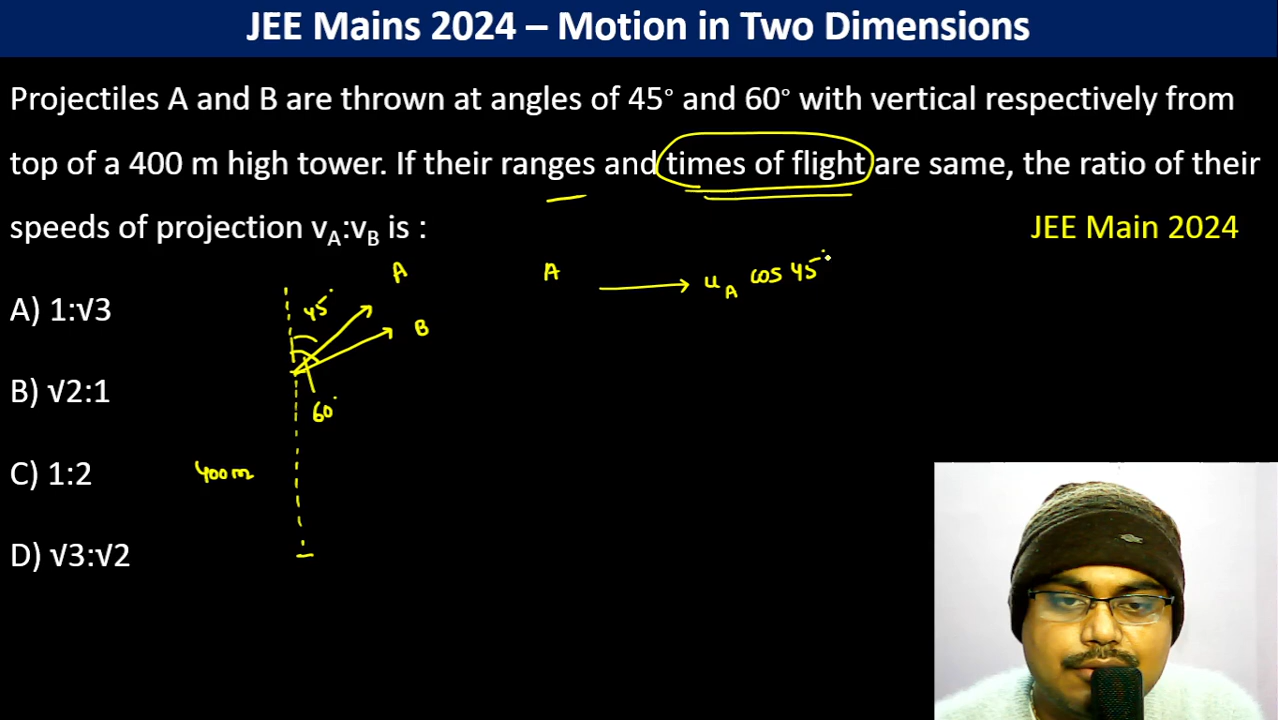 JEE Mains 2024 – Motion in Two Dimensions
Projectiles A and B are thrown at angles of 45° and 60° with vertical respectively from
top of a 400 m high tower. If their ranges and times of flight are same, the ratio of their
speeds of projection vA:vB is :
JEE Main 2024
A) 1:√3
B) √2:1
C) 1:2
D) √3:√2
45°
A
B
60°
400m
A → uA cos 45°